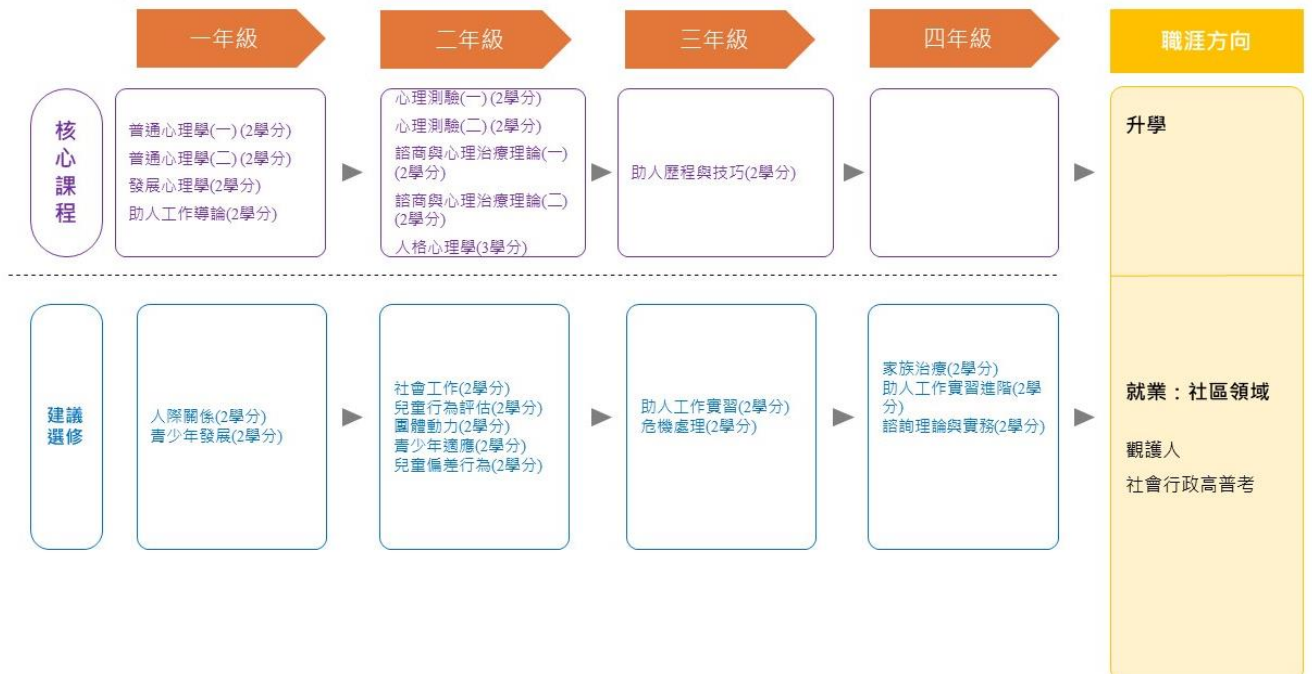 一年級
二年級
三年級
四年級
職涯方向
核心課程
普通心理學(一) (2學分)
普通心理學(二) (2學分)
發展心理學(2學分)
助人工作導論(2學分)
心理測驗(一) (2學分)
心理測驗(二) (2學分)
諮商與心理治療理論(一)
(2學分)
諮商與心理治療理論(二)
(2學分)
人格心理學(3學分)
助人歷程與技巧(2學分)
升學
建議
選修
人際關係(2學分)
青少年發展(2學分)
社會工作(2學分)
兒童行為評估(2學分)
團體動力(2學分)
青少年適應(2學分)
兒童偏差行為(2學分)
助人工作實習(2學分)
危機處理(2學分)
家族治療(2學分)
助人工作實習進階(2學
分)
諮詢理論與實務(2學分)
就業：社區領域
觀護人
社會行政高普考